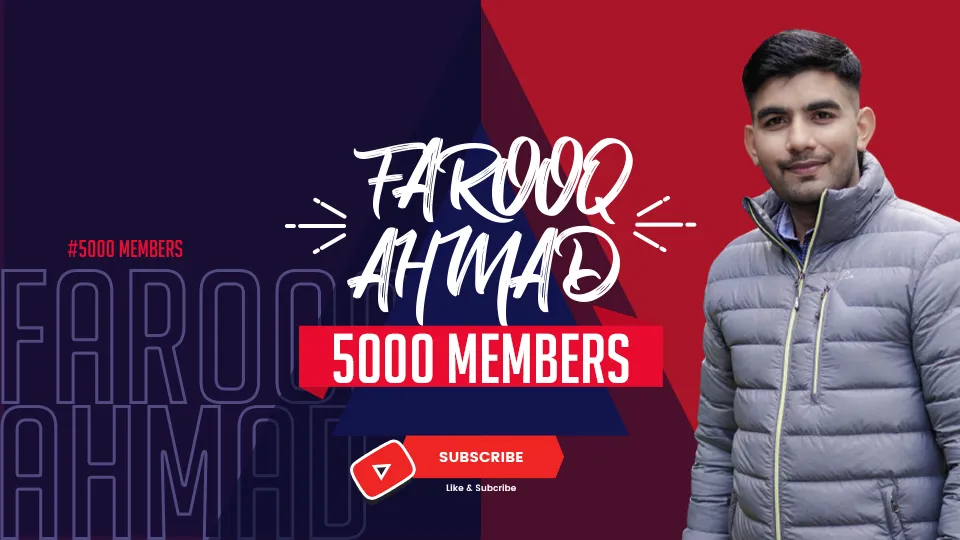 FAROOQ
AHMAD
5000 MEMBERS
#5000 MEMBERS
FAROOQ
AHMAD
SUBSCRIBE
Like & Subcribe